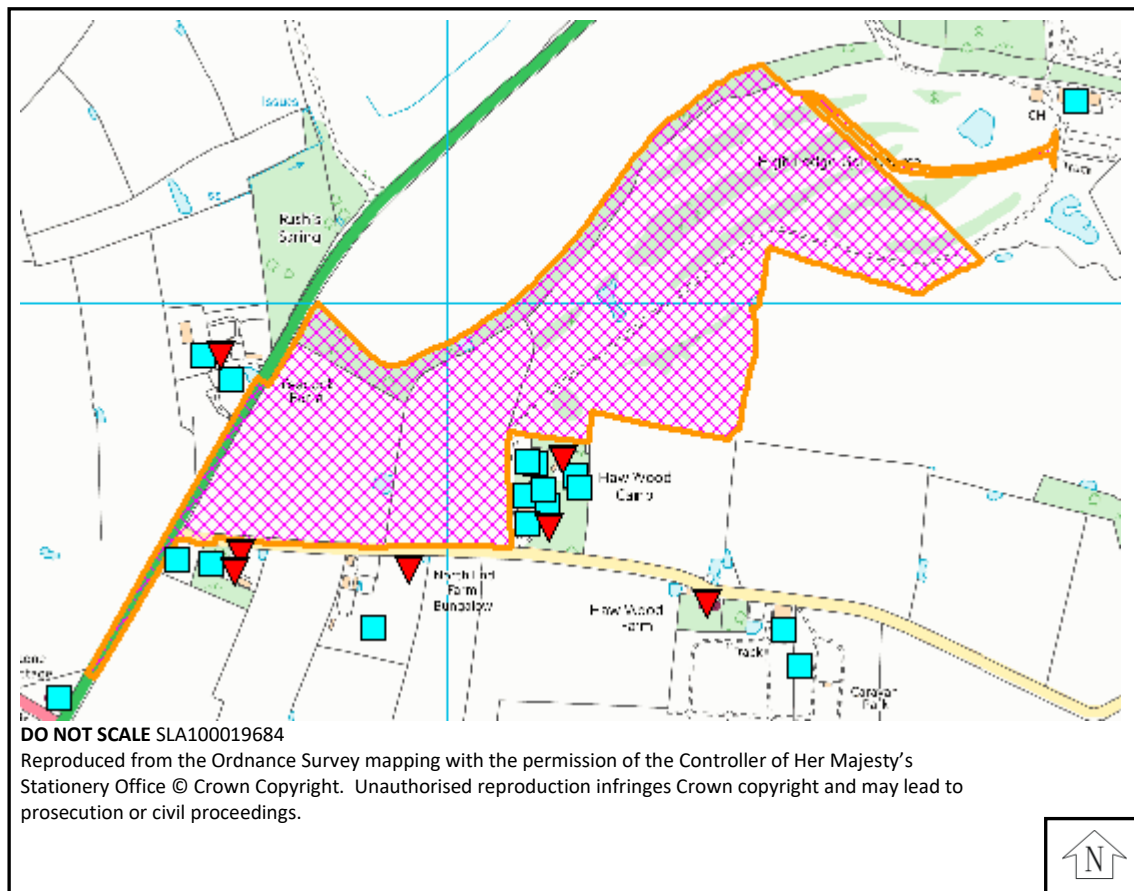 Issues
CH
Rush's
Spring
Haw Wood
Camp
North End
Farm
Bungalow
Haw Wood
Farm
Track
Caravan
Park
DO NOT SCALE SLA100019684
Reproduced from the Ordnance Survey mapping with the permission of the Controller of Her Majesty's
Stationery Office © Crown Copyright. Unauthorised reproduction infringes Crown copyright and may lead to
prosecution or civil proceedings.
N